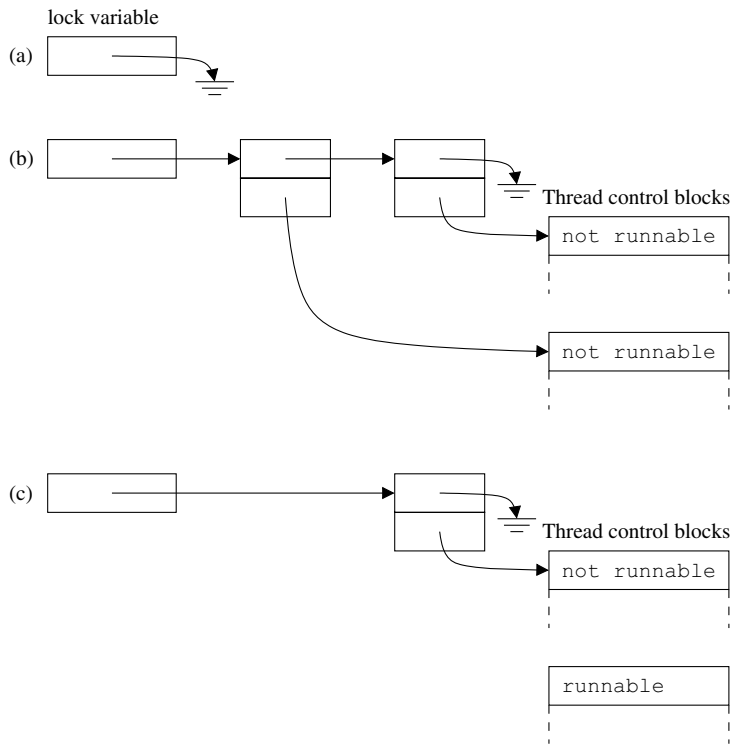 lock variable
(a)
(b)
Thread control blocks
not runnable
not runnable
(c)
Thread control blocks
not runnable
runnable